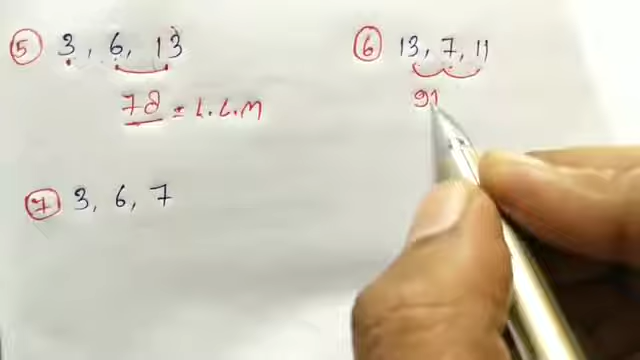 5 3, 6, 13
78 = L.C.M
6 13, 7, 11
91
7 3, 6, 7